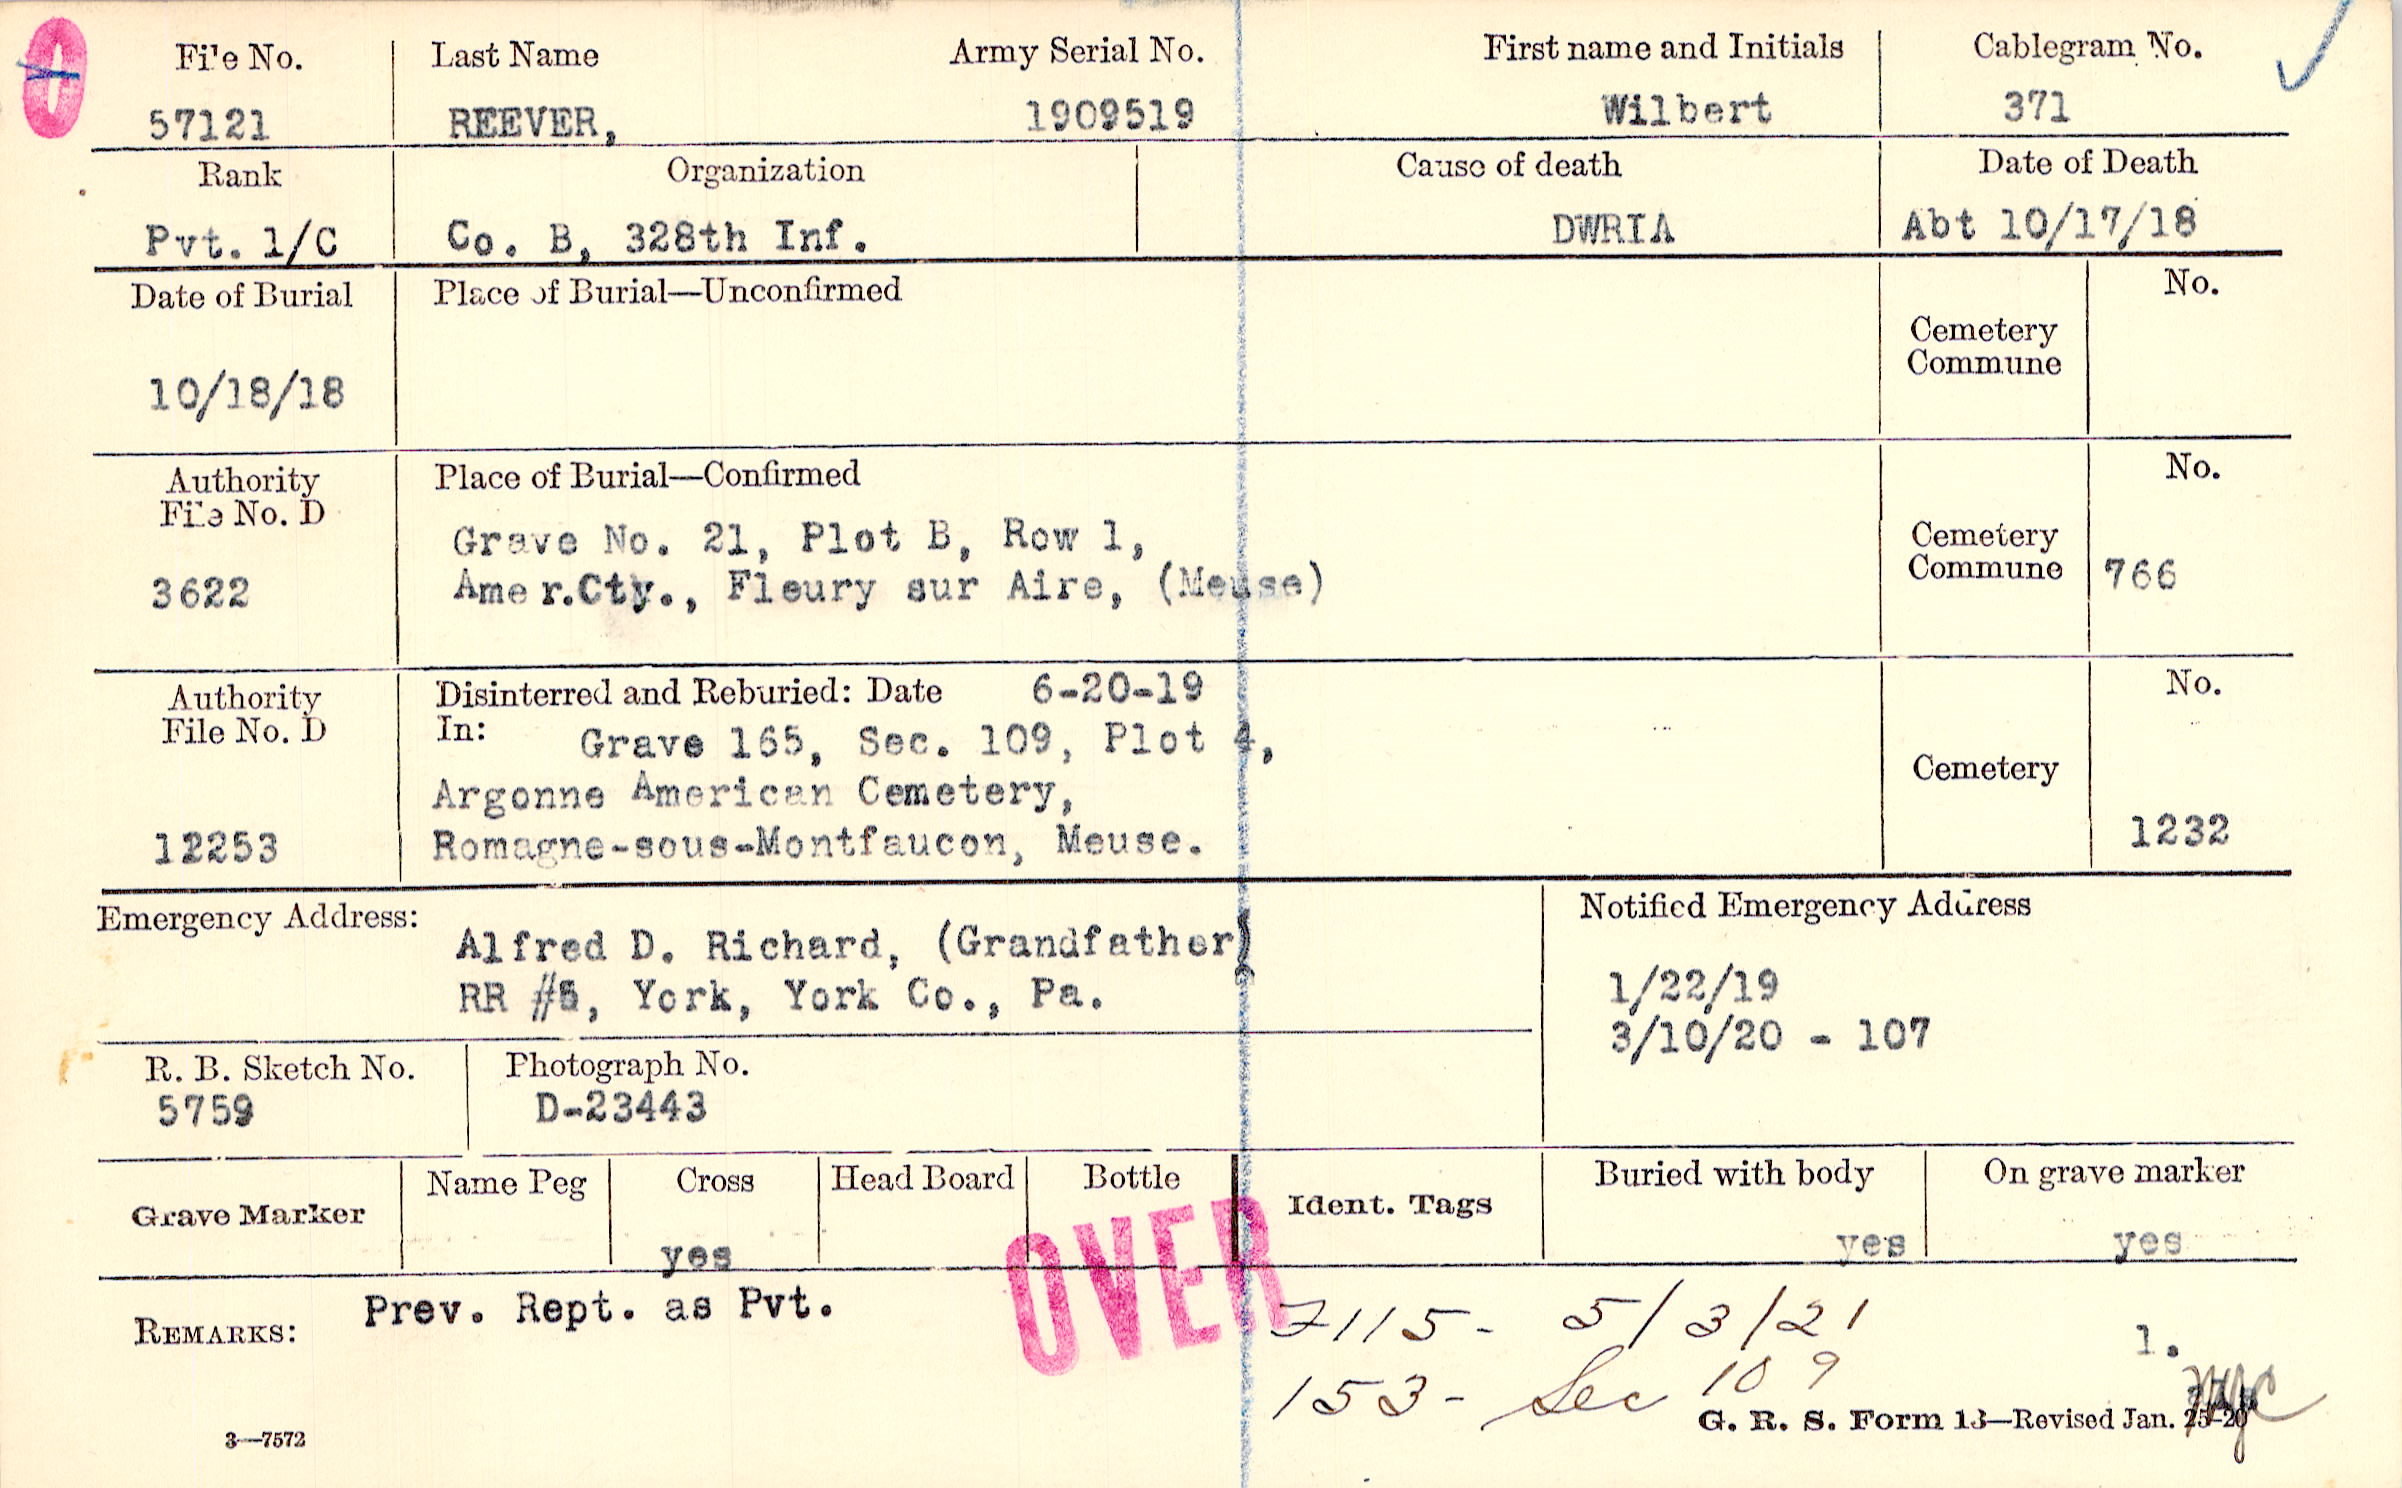 File No.
Last Name
Army Serial No.
First name and Initials
Cablegram No.
57121
REEVER,
1909519
Wilbert
371
Rank
Organization
Cause of death
Date of Death
Pvt. 1/C
Co. B, 328th Inf.
DWRIA
Abt 10/17/18
Date of Burial
Place of Burial—Unconfirmed
No.
Cemetery
Commune
10/18/18
Authority
File No. D
Place of Burial—Confirmed
No.
Grave No. 21, Plot B, Row 1,
Amer.Cty., Fleury sur Aire, (Meuse)
Cemetery
Commune
766
3622
Authority
File No. D
Disinterred and Reburied: Date 6-20-19
No.
In: Grave 165, Sec. 109, Plot 4,
Argonne American Cemetery,
Romagne-sous-Montfaucon, Meuse.
Cemetery
12253
1232
Emergency Address:
Alfred D. Richard, (Grandfather)
RR #5, York, York Co., Pa.
Notified Emergency Address
1/22/19
3/10/20 - 107
R. B. Sketch No.
5759
Photograph No.
D-23443
Grave Marker
Name Peg
Cross
yes
Head Board
Bottle
Ident. Tags
Buried with body
yes
On grave marker
yes
OVER
REMARKS: Prev. Rept. as Pvt.
7115- 5/3/21
153- Sec 109
1.
3—7572
G. R. S. Form 13—Revised Jan. 25-20